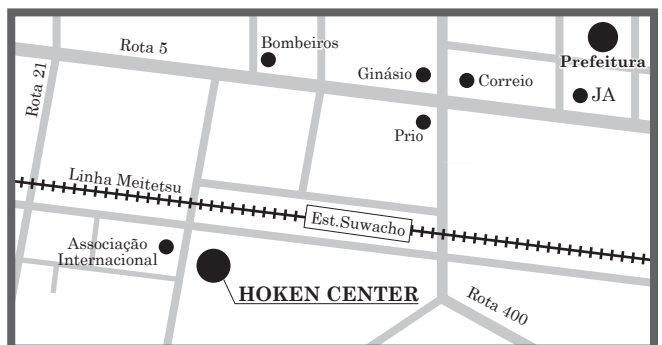 Rota 5
Bombeiros
Prefeitura
Ginásio
Correio
JA
Rota 21
Prio
Linha Meitetsu
Est.Suwacho
Associação
Internacional
HOKEN CENTER
Rota 400